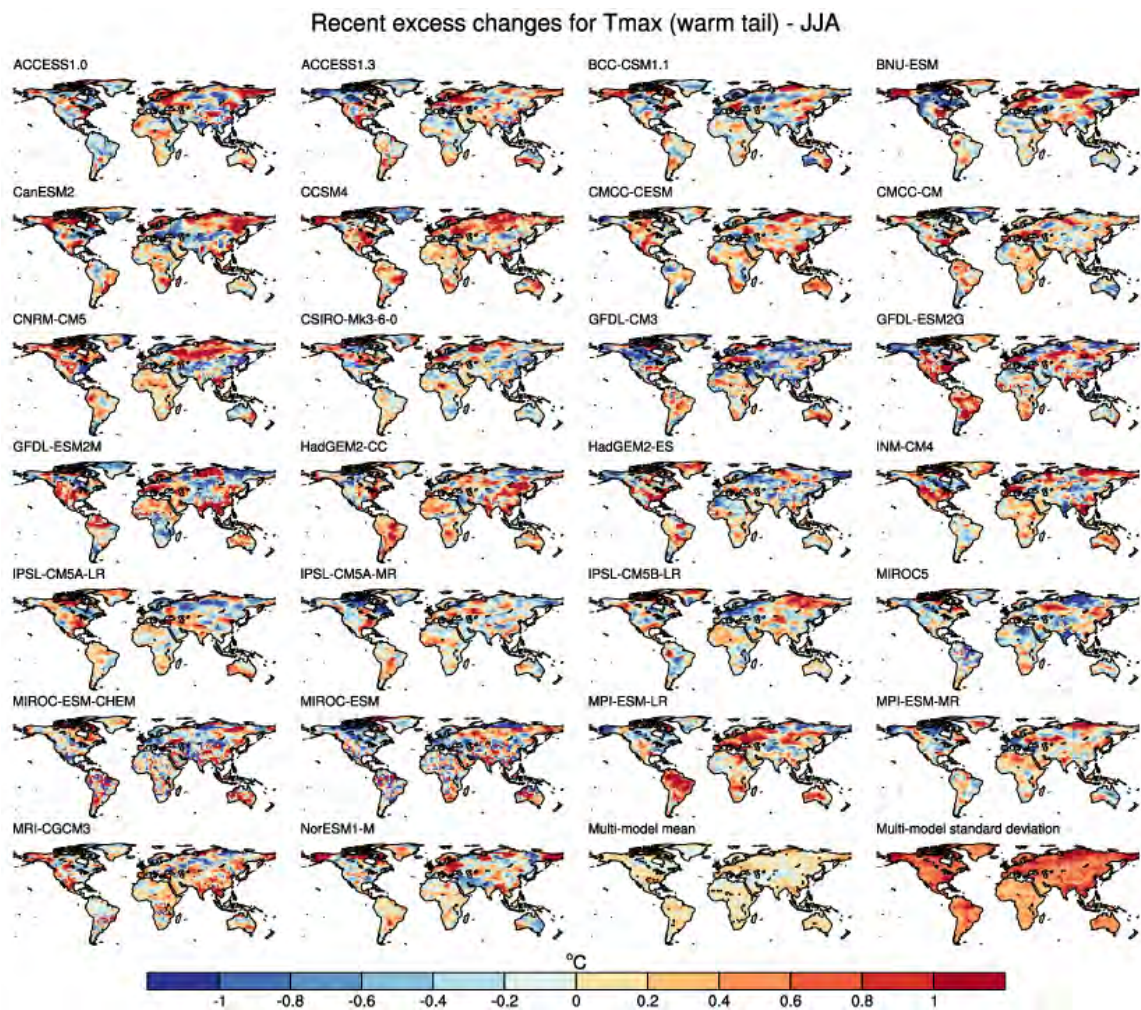 Recent excess changes for Tmax (warm tail) - JJA
ACCESS1.0 ACCESS1.3 BCC-CSM1.1 BNU-ESM
CanESM2 CCSM4 CMCC-CESM CMCC-CM
CNRM-CM5 CSIRO-Mk3-6-0 GFDL-CM3 GFDL-ESM2G
GFDL-ESM2M HadGEM2-CC HadGEM2-ES INM-CM4
IPSL-CM5A-LR IPSL-CM5A-MR IPSL-CM5B-LR MIROC5
MIROC-ESM-CHEM MIROC-ESM MPI-ESM-LR MPI-ESM-MR
MRI-CGCM3 NorESM1-M Multi-model mean Multi-model standard deviation
°C
-1 -0.8 -0.6 -0.4 -0.2 0 0.2 0.4 0.6 0.8 1